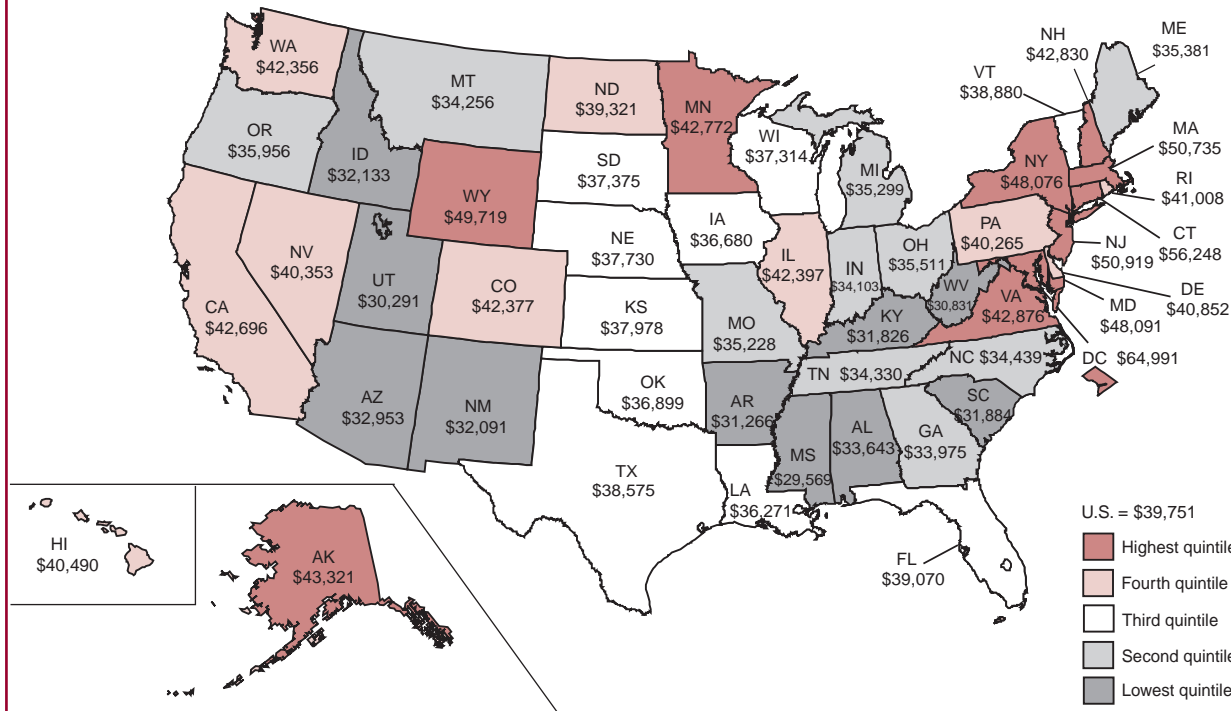 WA
$42,356
MT
$34,256
ND
$39,321
MN
$42,772
NH
$42,830
ME
$35,381
VT
$38,880
OR
$35,956
ID
$32,133
WY
$49,719
SD
$37,375
WI
$37,314
MI
$35,299
NY
$48,076
MA
$50,735
RI
$41,008
CT
$56,248
NJ
$50,919
DE
$40,852
MD
$48,091
DC $64,991
NV
$40,353
UT
$30,291
CO
$42,377
NE
$37,730
IA
$36,680
IL
$42,397
IN
$34,103
OH
$35,511
PA
$40,265
WV
$30,831
VA
$42,876
CA
$42,696
KS
$37,978
MO
$35,228
KY
$31,826
NC $34,439
TN $34,330
AZ
$32,953
NM
$32,091
OK
$36,899
AR
$31,266
SC
$31,884
MS
$29,569
AL
$33,643
GA
$33,975
TX
$38,575
LA
$36,271
FL
$39,070
HI
$40,490
AK
$43,321
U.S. = $39,751
Highest quintile
Fourth quintile
Third quintile
Second quintile
Lowest quintile